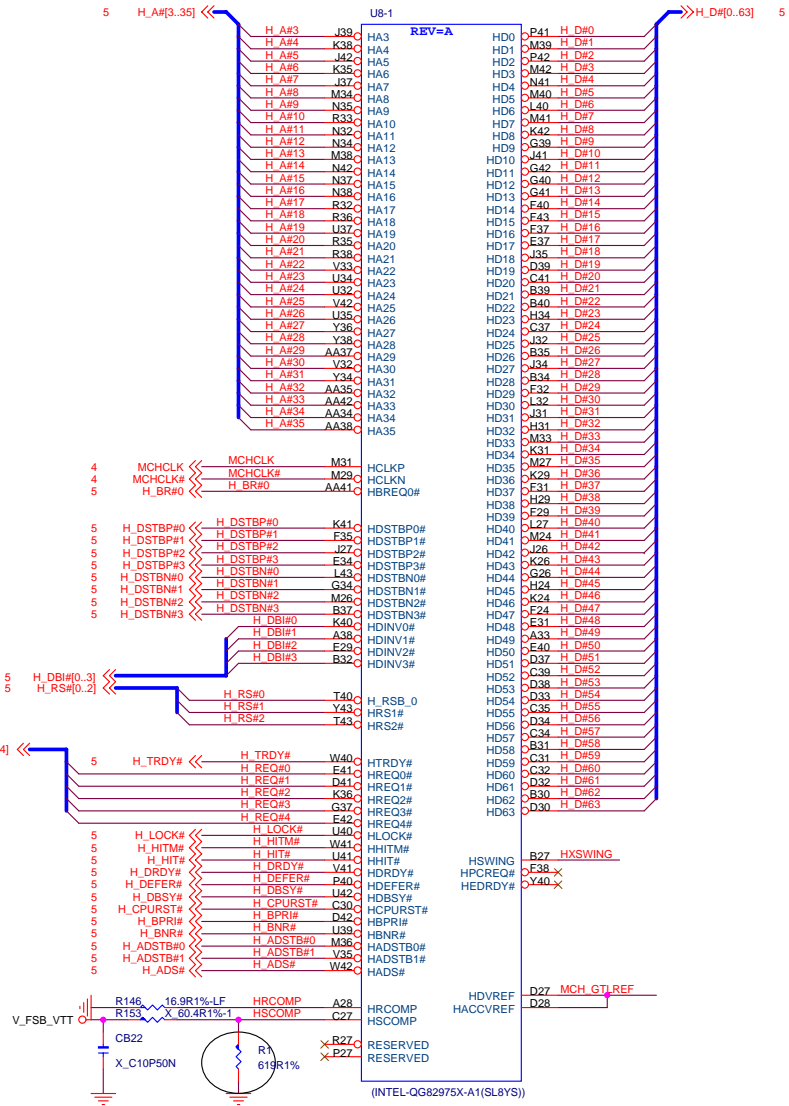 5 H_A#[3..35] U8-1 H_D#[0..63] 5
REV=A
H_A#3 J39 HA3 HD0 P41 H_D#0
H_A#4 K38 HA4 HD1 M39 H_D#1
H_A#5 J42 HA5 HD2 P42 H_D#2
H_A#6 K35 HA6 HD3 M42 H_D#3
H_A#7 J37 HA7 HD4 N41 H_D#4
H_A#8 M34 HA8 HD5 M40 H_D#5
H_A#9 N35 HA9 HD6 L40 H_D#6
H_A#10 R33 HA10 HD7 M41 H_D#7
H_A#11 N32 HA11 HD8 K42 H_D#8
H_A#12 N34 HA12 HD9 G39 H_D#9
H_A#13 M38 HA13 HD10 J41 H_D#10
H_A#14 N42 HA14 HD11 G42 H_D#11
H_A#15 N37 HA15 HD12 G40 H_D#12
H_A#16 N38 HA16 HD13 G41 H_D#13
H_A#17 R32 HA17 HD14 F40 H_D#14
H_A#18 R36 HA18 HD15 F43 H_D#15
H_A#19 U37 HA19 HD16 F37 H_D#16
H_A#20 R35 HA20 HD17 E37 H_D#17
H_A#21 R38 HA21 HD18 J35 H_D#18
H_A#22 V33 HA22 HD19 D39 H_D#19
H_A#23 U34 HA23 HD20 C41 H_D#20
H_A#24 U32 HA24 HD21 B39 H_D#21
H_A#25 V42 HA25 HD22 B40 H_D#22
H_A#26 U35 HA26 HD23 H34 H_D#23
H_A#27 Y36 HA27 HD24 C37 H_D#24
H_A#28 Y38 HA28 HD25 J32 H_D#25
H_A#29 AA37 HA29 HD26 B35 H_D#26
H_A#30 V32 HA30 HD27 J34 H_D#27
H_A#31 Y34 HA31 HD28 B34 H_D#28
H_A#32 AA35 HA32 HD29 F32 H_D#29
H_A#33 AA42 HA33 HD30 L32 H_D#30
H_A#34 AA34 HA34 HD31 J31 H_D#31
H_A#35 AA38 HA35 HD32 H31 H_D#32
HD33 M33 H_D#33
HD34 K31 H_D#34
4 MCHCLK MCHCLK M31 HCLKP HD35 M27 H_D#35
4 MCHCLK# MCHCLK# M29 HCLKN HD36 K29 H_D#36
5 H_BR#0 H_BR#0 AA41 HBREQ0# HD37 F31 H_D#37
HD38 H29 H_D#38
HD39 F29 H_D#39
5 H_DSTBP#0 H_DSTBP#0 K41 HDSTBP0# HD40 L27 H_D#40
5 H_DSTBP#1 H_DSTBP#1 F35 HDSTBP1# HD41 M24 H_D#41
5 H_DSTBP#2 H_DSTBP#2 J27 HDSTBP2# HD42 J26 H_D#42
5 H_DSTBP#3 H_DSTBP#3 E34 HDSTBP3# HD43 K26 H_D#43
5 H_DSTBN#0 H_DSTBN#0 L43 HDSTBN0# HD44 G26 H_D#44
5 H_DSTBN#1 H_DSTBN#1 G34 HDSTBN1# HD45 H24 H_D#45
5 H_DSTBN#2 H_DSTBN#2 M26 HDSTBN2# HD46 K24 H_D#46
5 H_DSTBN#3 H_DSTBN#3 B37 HDSTBN3# HD47 F24 H_D#47
H_DBI#0 K40 HDINV0# HD48 E31 H_D#48
H_DBI#1 A38 HDINV1# HD49 A33 H_D#49
H_DBI#2 E29 HDINV2# HD50 E40 H_D#50
H_DBI#3 B32 HDINV3# HD51 D37 H_D#51
5 H_DBI#[0..3] HD52 C39 H_D#52
5 H_RS#[0..2] HD53 D38 H_D#53
H_RS#0 T40 H_RSB_0 HD54 D33 H_D#54
H_RS#1 Y43 HRS1# HD55 C35 H_D#55
H_RS#2 T43 HRS2# HD56 D34 H_D#56
HD57 C34 H_D#57
4] HD58 B31 H_D#58
5 H_TRDY# H_TRDY# W40 HTRDY# HD59 C31 H_D#59
H_REQ#0 E41 HREQ0# HD60 C32 H_D#60
H_REQ#1 D41 HREQ1# HD61 D32 H_D#61
H_REQ#2 K36 HREQ2# HD62 B30 H_D#62
H_REQ#3 G37 HREQ3# HD63 D30 H_D#63
H_REQ#4 E42 HREQ4#
5 H_LOCK# H_LOCK# U40 HLOCK#
5 H_HITM# H_HITM# W41 HHITM#
5 H_HIT# H_HIT# U41 HHIT# HSWING B27 HXSWING
5 H_DRDY# H_DRDY# V41 HDRDY# HPCREQ# F38
5 H_DEFER# H_DEFER# P40 HDEFER# HEDRDY# Y40
5 H_DBSY# H_DBSY# U42 HDBSY#
5 H_CPURST# H_CPURST# C30 HCPURST#
5 H_BPRI# H_BPRI# D42 HBPRI#
5 H_BNR# H_BNR# U39 HBNR#
5 H_ADSTB#0 H_ADSTB#0 M36 HADSTB0#
5 H_ADSTB#1 H_ADSTB#1 V35 HADSTB1#
5 H_ADS# H_ADS# W42 HADS#
HDVREF D27 MCH_GTLREF
R146 16.9R1%-LF HRCOMP A28 HRCOMP HACCVREF D28
V_FSB_VTT R153 X_60.4R1%-1 HSCOMP C27 HSCOMP
CB22
X_C10P50N
R1
619R1%
R27 RESERVED
P27 RESERVED
(INTEL-QG82975X-A1(SL8YS))